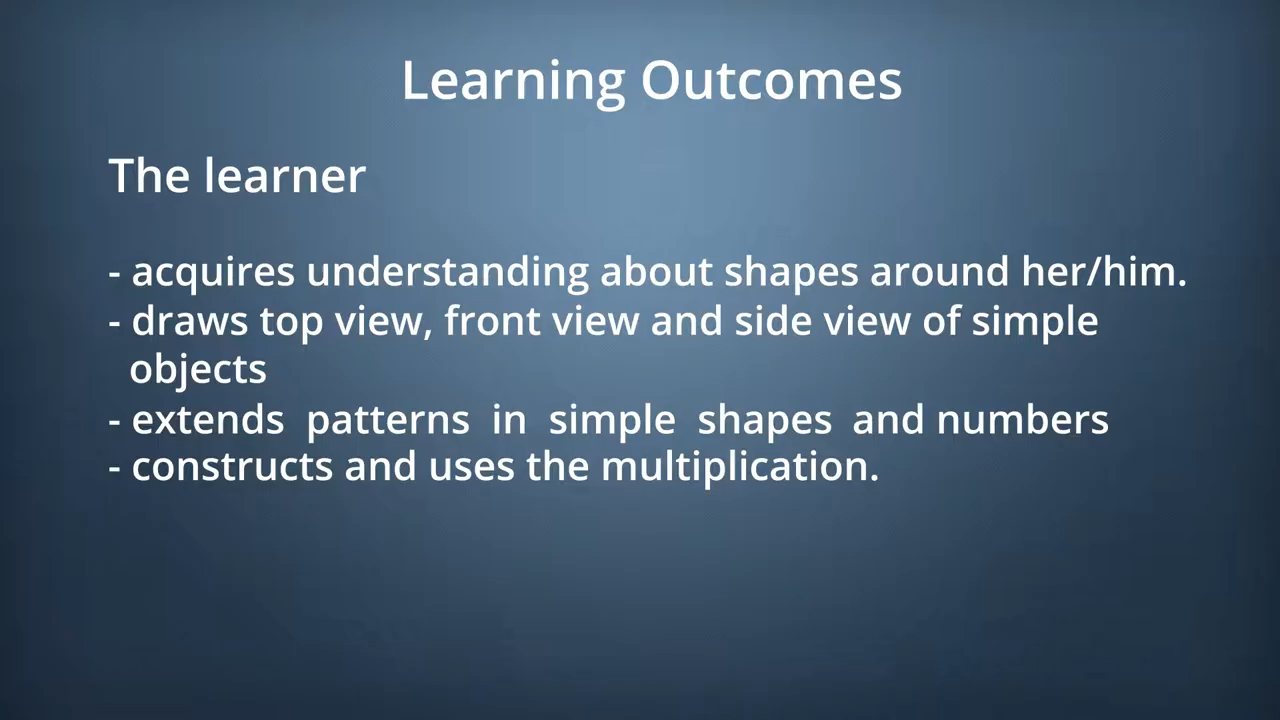 Learning Outcomes
The learner
- acquires understanding about shapes around her/him.
- draws top view, front view and side view of simple
objects
- extends patterns in simple shapes and numbers
- constructs and uses the multiplication.